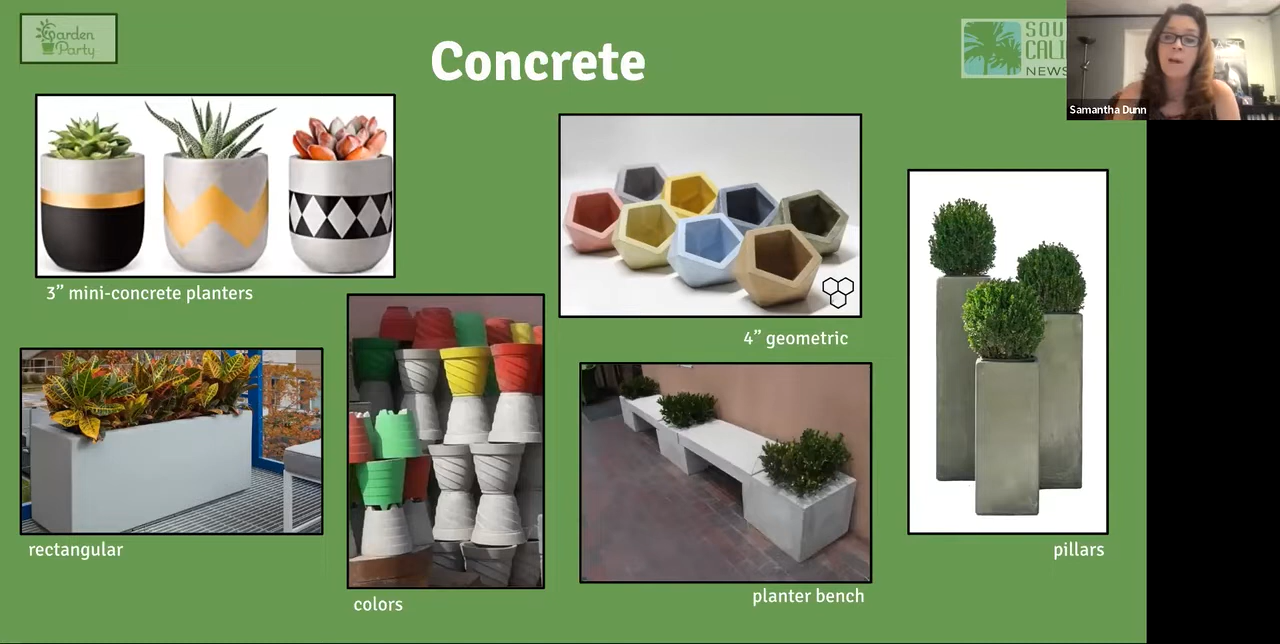 Garden
Party
Concrete
SOU
CALI
NEWS
Samantha Dunn
3” mini-concrete planters
4” geometric
rectangular
colors
planter bench
pillars